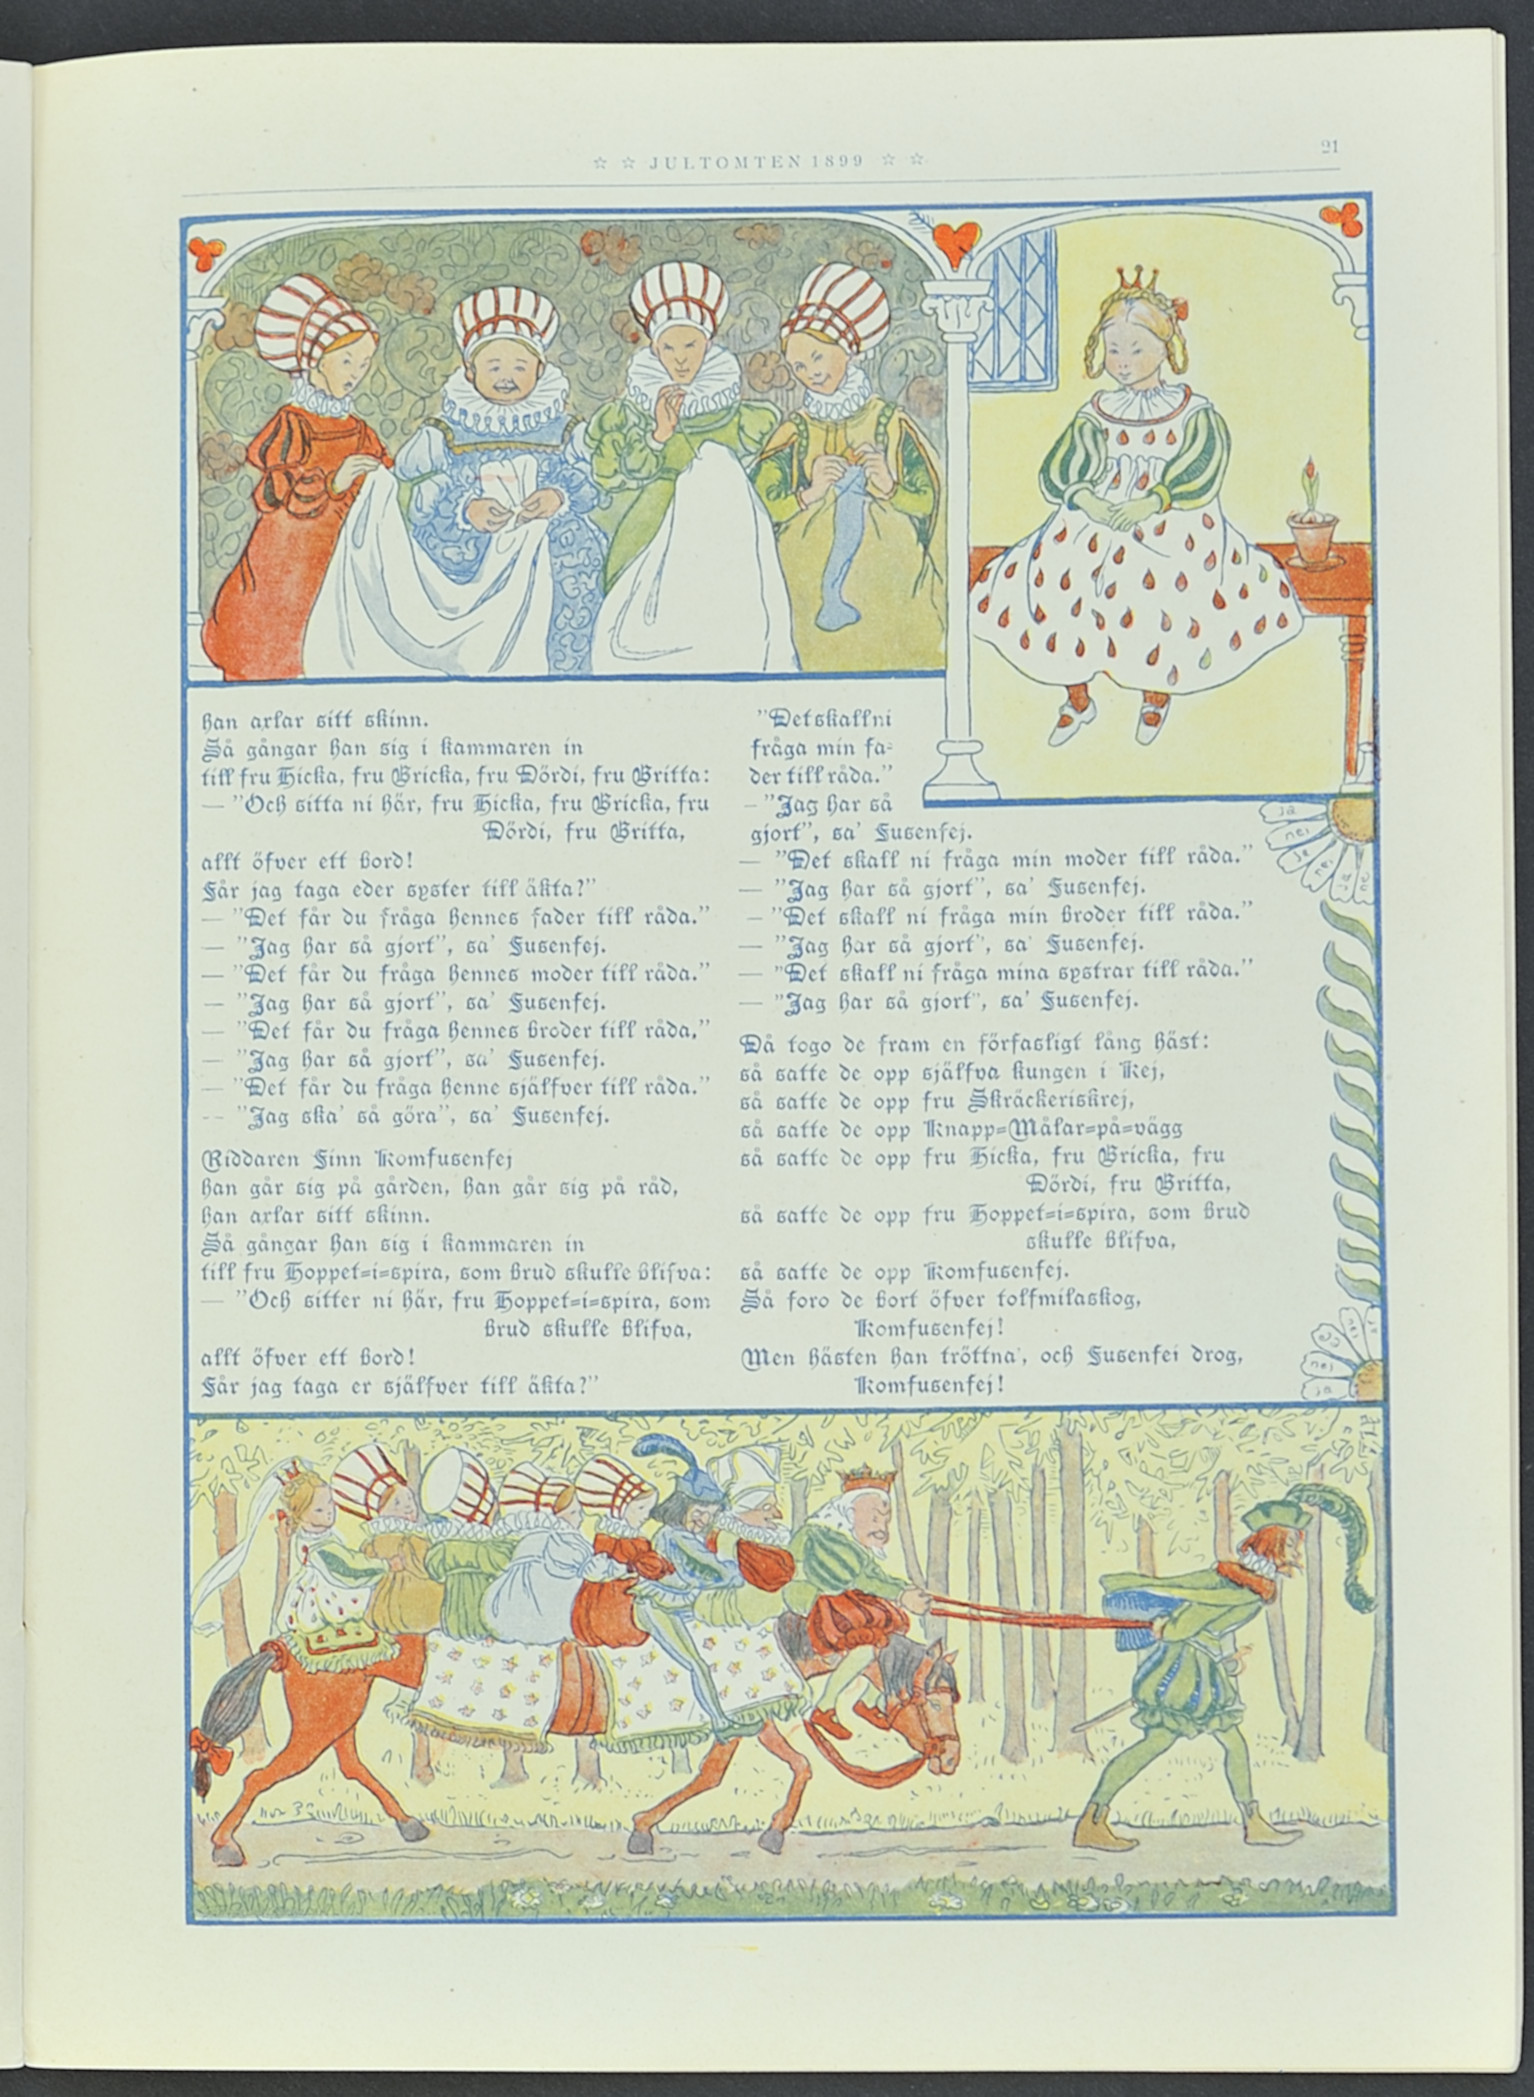 ☆ ☆ JULTOMTEN 1899 ☆ ☆
21
han axlar sitt skinn.
Så gångar han sig i kammaren in
till fru Hicka, fru Bricka, fru Dördi, fru Britta:
— "Och sitta ni här, fru Hicka, fru Bricka, fru
Dördi, fru Britta,
allt öfver ett bord!
Får jag taga eder syster till äkta?"
— "Det får du fråga hennes fader till råda."
— "Jag har så gjort", sa' Fusenfej.
— "Det får du fråga hennes moder till råda."
— "Jag har så gjort", sa' Fusenfej.
— "Det får du fråga hennes broder till råda,"
— "Jag har så gjort", sa' Fusenfej.
— "Det får du fråga henne själfver till råda."
— "Jag ska' så göra", sa' Fusenfej.
Riddaren Finn Komfusenfej
han går sig på gården, han går sig på råd,
han axlar sitt skinn.
Så gångar han sig i kammaren in
till fru Hoppet=i=spira, som brud skulle blifva:
— "Och sitter ni här, fru Hoppet=i=spira, som
brud skulle blifva,
allt öfver ett bord!
Får jag taga er själfver till äkta?"
"Det skall ni
fråga min fa=
der till råda."
— "Jag har så
gjort", sa' Fusenfej.
— "Det skall ni fråga min moder till råda."
— "Jag har så gjort", sa' Fusenfej.
— "Det skall ni fråga min broder till råda."
— "Jag har så gjort", sa' Fusenfej.
— "Det skall ni fråga mina systrar till råda."
— "Jag har så gjort", sa' Fusenfej.
Då togo de fram en förfasligt lång häst:
så satte de opp själfva kungen i Kej,
så satte de opp fru Skräckeriskrej,
så satte de opp Knapp=Målar=på=vägg
så satte de opp fru Hicka, fru Bricka, fru
Dördi, fru Britta,
så satte de opp fru Hoppet=i=spira, som brud
skulle blifva,
så satte de opp Komfusenfej.
Så foro de bort öfver tolfmilaskog,
Komfusenfej!
Men hästen han tröttna', och Fusenfei drog,
Komfusenfej!
ja
nei
ja
nei
ja
ne
nei
ja